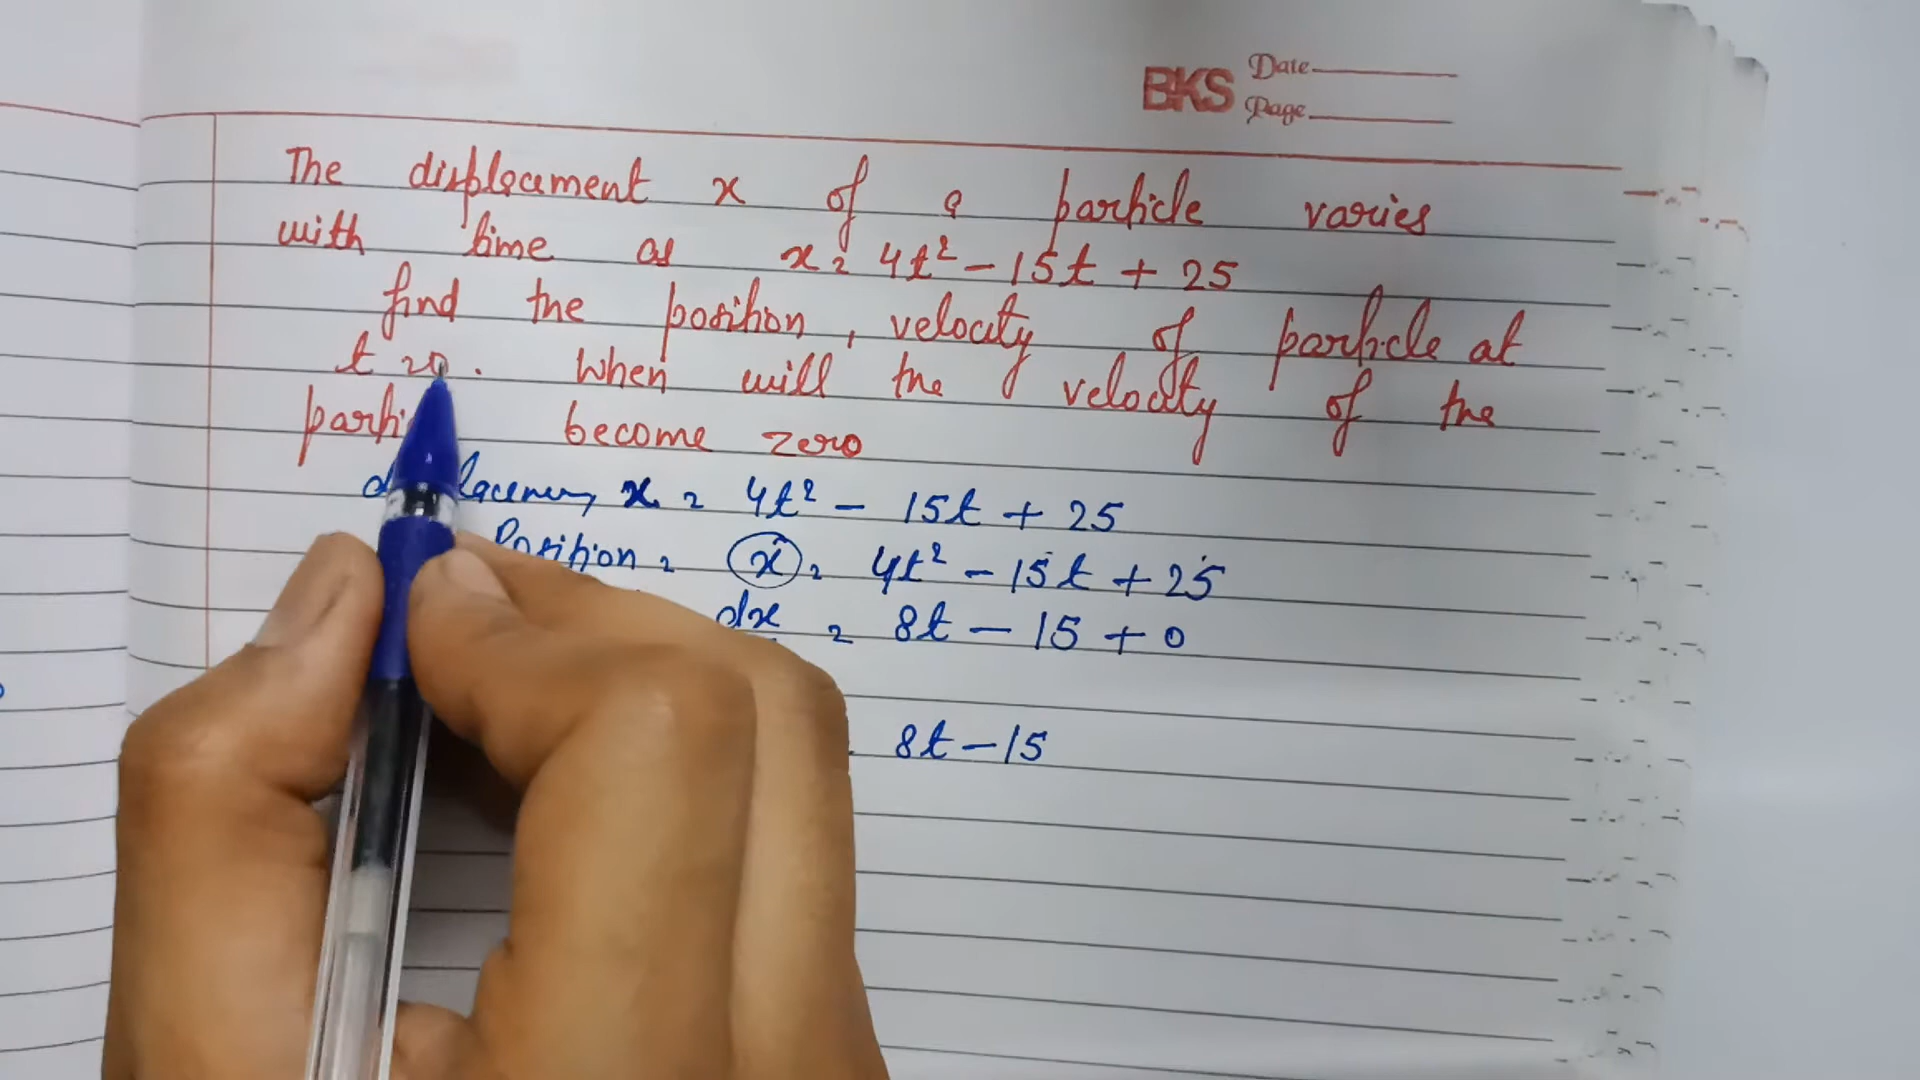 BKS Date
Page
The displacement x of a particle varies
with time as x = 4t² - 15t + 25
find the position, velocity of particle at
t = 0. When will the velocity of the
become zero
x = 4t² - 15t + 25
Position = x = 4t² - 15t + 25
dx = 8t - 15 + 0
8t - 15